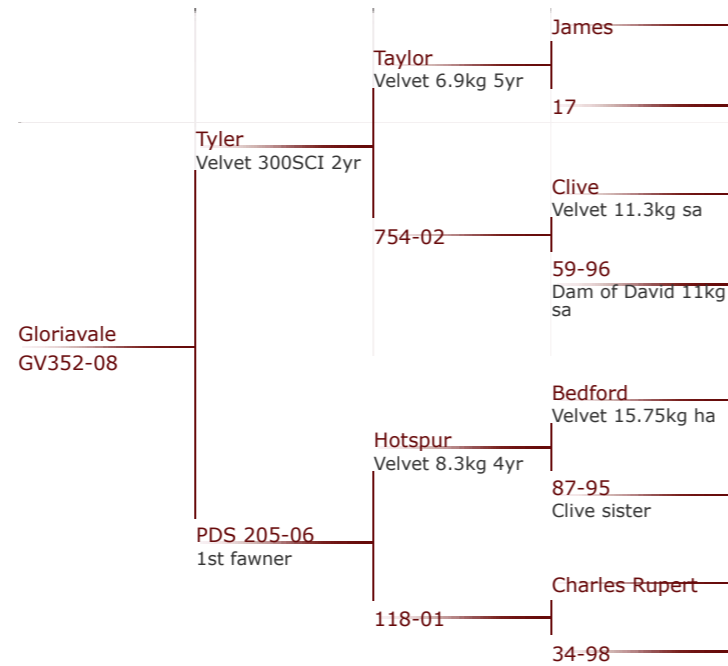 James
Taylor
Velvet 6.9kg 5yr
17
Tyler
Velvet 300SCI 2yr
Clive
Velvet 11.3kg sa
754-02
59-96
Dam of David 11kg
sa
Gloriavale
GV352-08
Bedford
Velvet 15.75kg ha
Hotspur
Velvet 8.3kg 4yr
87-95
Clive sister
PDS 205-06
1st fawner
Charles Rupert
118-01
34-98